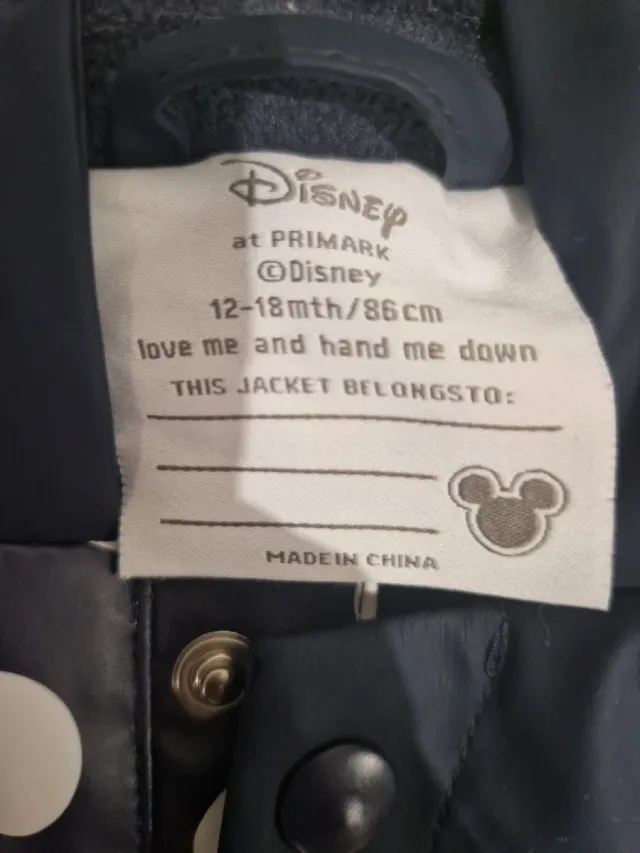 Disney
at PRIMARK
©Disney
12-18mth/86cm
love me and hand me down
THIS JACKET BELONGSTO:
MADEIN CHINA